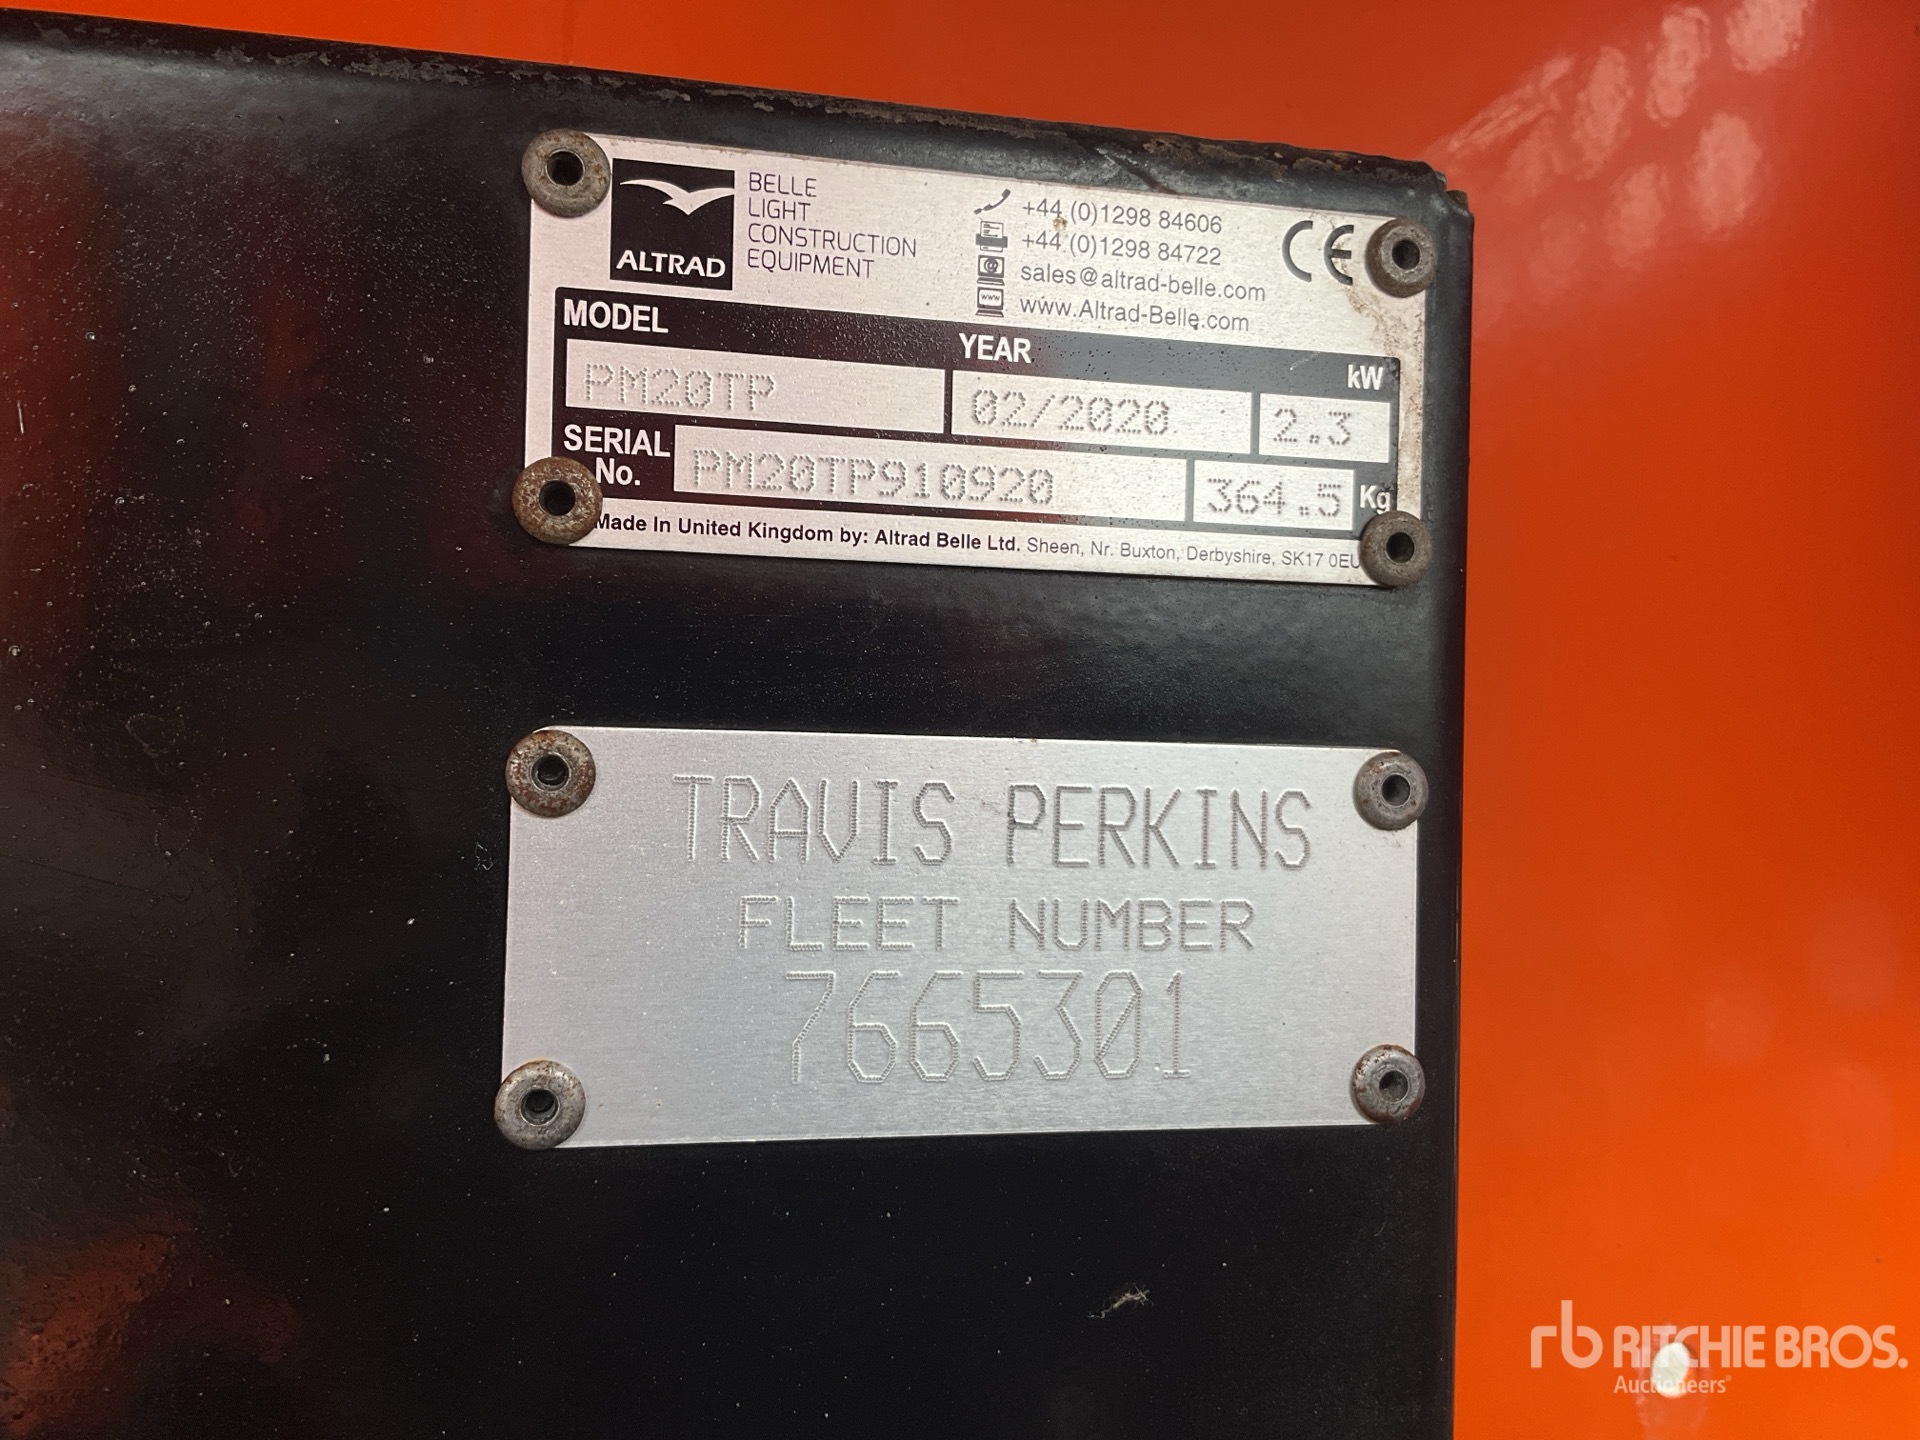 ALTRAD
BELLE
LIGHT
CONSTRUCTION
EQUIPMENT
+44 (0)1298 84606
+44 (0)1298 84722
sales@altrad-belle.com
www.Altrad-Belle.com
CE
MODEL
YEAR
kW
PM20TP
02/2020
2.3
SERIAL
No.
PM20TP910920
364.5
Kg
Made In United Kingdom by: Altrad Belle Ltd. Sheen, Nr. Buxton, Derbyshire, SK17 0EU
TRAVIS PERKINS
FLEET NUMBER
7665301
rb RITCHIE BROS.
Auctioneers